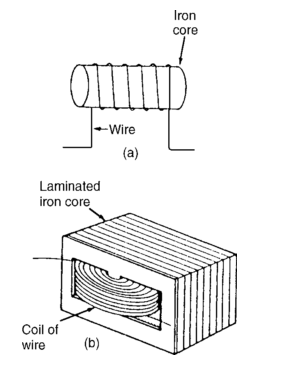 Iron
core
Wire
(a)
Laminated
iron core
Coil of
wire
(b)